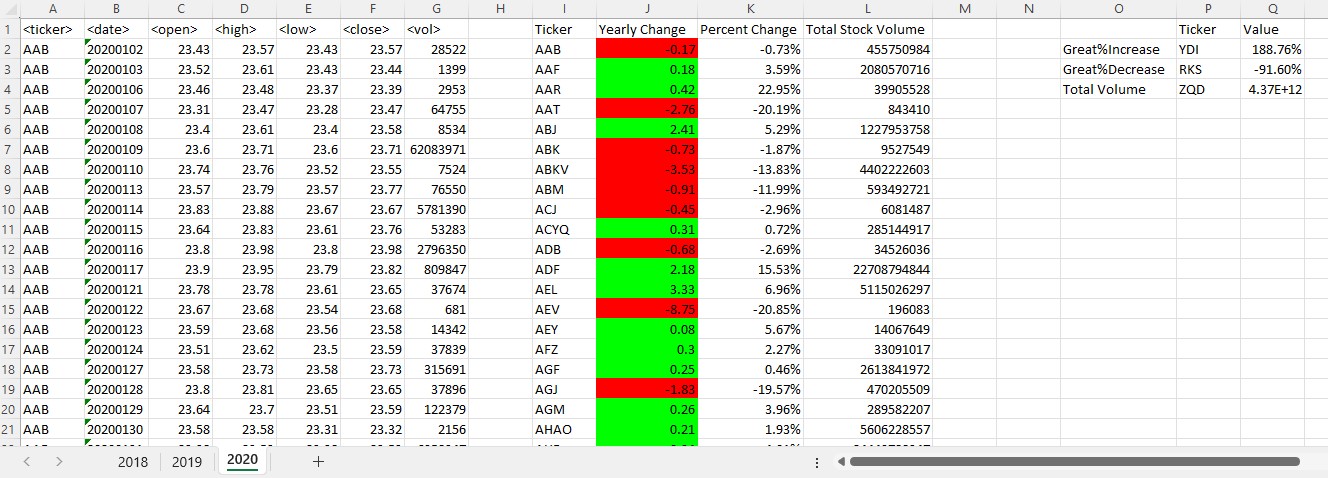 A B C D E F G H I J K L M N O P Q
1 <ticker> <date> <open> <high> <low> <close> <vol> Ticker Yearly Change Percent Change Total Stock Volume Ticker Value
2 AAB 20200102 23.43 23.57 23.43 23.57 28522 AAB -0.17 -0.73% 455750984 Great%Increase YDI 188.76%
3 AAB 20200103 23.52 23.61 23.43 23.44 1399 AAF 0.18 3.59% 2080570716 Great%Decrease RKS -91.60%
4 AAB 20200106 23.46 23.48 23.37 23.39 2953 AAR 0.42 22.95% 39905528 Total Volume ZQD 4.37E+12
5 AAB 20200107 23.31 23.47 23.28 23.47 64755 AAT -2.76 -20.19% 843410
6 AAB 20200108 23.4 23.61 23.4 23.58 8534 ABJ 2.41 5.29% 1227953758
7 AAB 20200109 23.6 23.71 23.6 23.71 62083971 ABK -0.73 -1.87% 9527549
8 AAB 20200110 23.74 23.76 23.52 23.55 7524 ABKV -3.53 -13.83% 4402222603
9 AAB 20200113 23.57 23.79 23.57 23.77 76550 ABM -0.91 -11.99% 593492721
10 AAB 20200114 23.83 23.88 23.67 23.67 5781390 ACJ -0.45 -2.96% 6081487
11 AAB 20200115 23.64 23.83 23.61 23.76 53283 ACYQ 0.31 0.72% 285144917
12 AAB 20200116 23.8 23.98 23.8 23.98 2796350 ADB -0.68 -2.69% 34526036
13 AAB 20200117 23.9 23.95 23.79 23.82 809847 ADF 2.18 15.53% 22708794844
14 AAB 20200121 23.78 23.78 23.61 23.65 37674 AEL 3.33 6.96% 5115026297
15 AAB 20200122 23.67 23.68 23.54 23.68 681 AEV -8.75 -20.85% 196083
16 AAB 20200123 23.59 23.68 23.56 23.58 14342 AEY 0.08 5.67% 14067649
17 AAB 20200124 23.51 23.62 23.5 23.59 37839 AFZ 0.3 2.27% 33091017
18 AAB 20200127 23.58 23.73 23.58 23.73 315691 AGF 0.25 0.46% 2613841972
19 AAB 20200128 23.8 23.81 23.65 23.65 37896 AGJ -1.83 -19.57% 470205509
20 AAB 20200129 23.64 23.7 23.51 23.59 122379 AGM 0.26 3.96% 289582207
21 AAB 20200130 23.58 23.58 23.31 23.32 2156 AHAO 0.21 1.93% 5606228557
2018 2019 2020